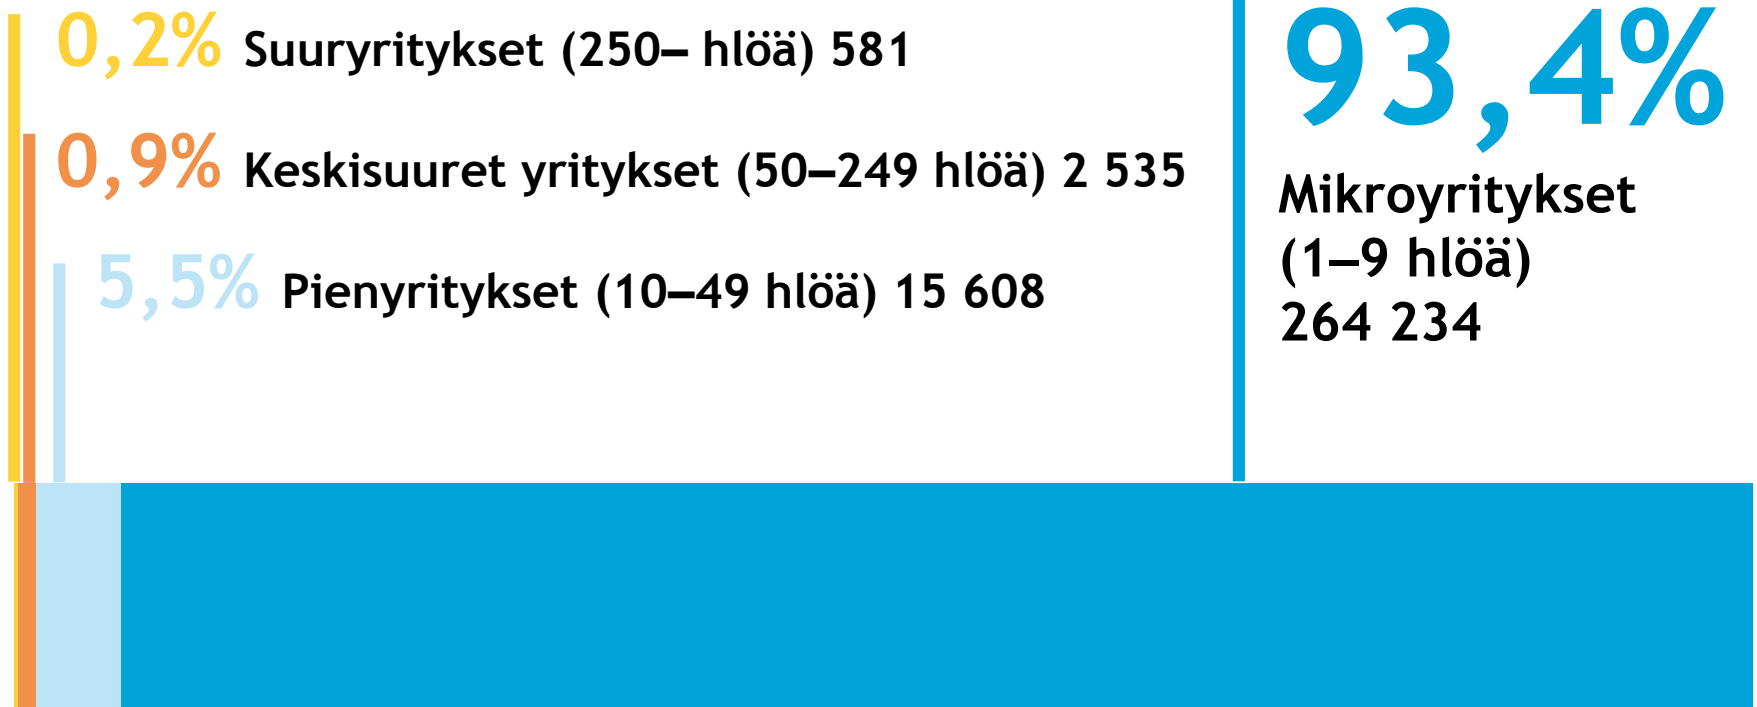 0,2% Suuryritykset (250– hlöä) 581
0,9% Keskisuuret yritykset (50–249 hlöä) 2 535
5,5% Pienyritykset (10–49 hlöä) 15 608
93,4%
Mikroyritykset
(1–9 hlöä)
264 234